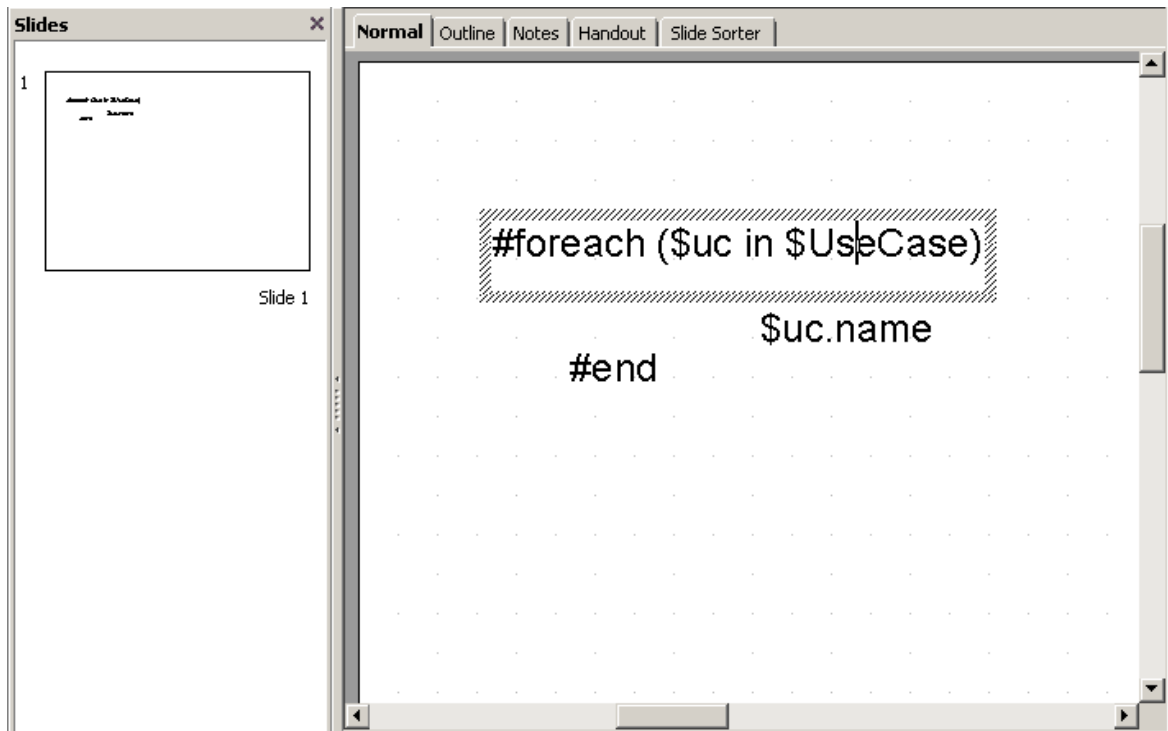 Slides
1
Slide 1
Normal Outline Notes Handout Slide Sorter
#foreach ($uc in $UseCase)
$uc.name
#end